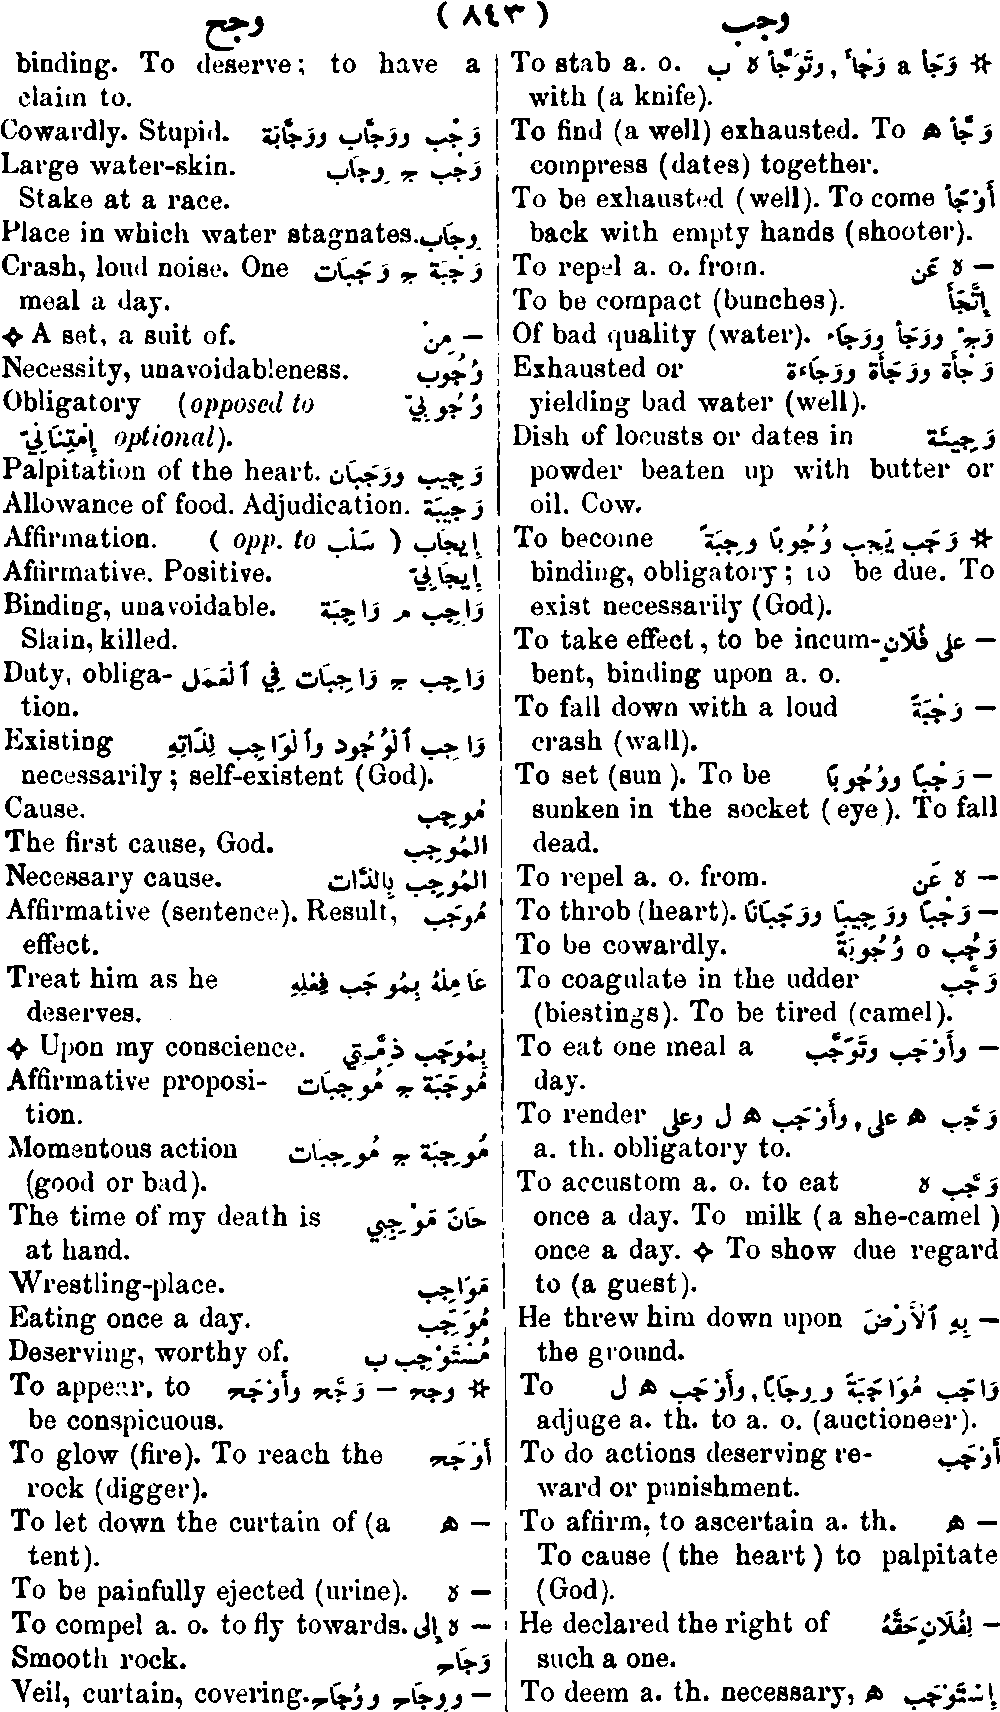 وجب ( ٨٤٣ ) وجح
To stab a. o. ✲ وَجَأَ a وَجْأً, وتَوَجَّأَ ه ب
with (a knife).
To find (a well) exhausted. To وَجَّأَ ه
compress (dates) together.
To be exhausted (well). To come أَوْجَأَ
back with empty hands (shooter).
To repel a. o. from. — ه عَن
To be compact (bunches). إِتَّجَأَ
Of bad quality (water). وَجْء ووَجَأ ووَجَاء
Exhausted or وَجْأَة ووَجَأَة ووَجَاءة
yielding bad water (well).
Dish of locusts or dates in وَجِيئَة
powder beaten up with butter or
oil. Cow.
To become ✲ وَجَب يَجِب وُجُوبًا وجِبَةً
binding, obligatory; to be due. To
exist necessarily (God).
To take effect, to be incum- — على فُلَانٍ
bent, binding upon a. o.
To fall down with a loud — وَجْبَةً
crash (wall).
To set (sun). To be — وَجْبًا ووُجُوبًا
sunken in the socket (eye). To fall
dead.
To repel a. o. from. — ه عَن
To throb (heart). — وَجْبًا ووَجِيبًا ووَجَبَانًا
To be cowardly. وَجُب o وُجُوبَةً
To coagulate in the udder وَجَّب
(biestings). To be tired (camel).
To eat one meal a — وأَوْجَب وتَوَجَّب
day.
To render وَجَّب ه على, وأَوْجَب ه ل وعلى
a. th. obligatory to.
To accustom a. o. to eat وَجَّب ه
once a day. To milk (a she-camel)
once a day. ✧ To show due regard
to (a guest).
He threw him down upon — بِهِ ٱلْأَرْضَ
the ground.
To وَاجَب مُوَاجَبَةً ووِجَابًا, وأَوْجَب ه ل
adjuge a. th. to a. o. (auctioneer).
To do actions deserving re- أَوْجَب
ward or punishment.
To affirm, to ascertain a. th. — ه
To cause (the heart) to palpitate
(God).
He declared the right of — لِفُلَانٍ حَقَّهُ
such a one.
To deem a. th. necessary, إِسْتَوْجَب ه
binding. To deserve; to have a
claim to.
Cowardly. Stupid. وَجْب ووَجَّاب ووَجَّابَة
Large water-skin. وَجْب ج وِجَاب
Stake at a race.
Place in which water stagnates. وِجَاب
Crash, loud noise. One وَجْبَة ج وَجَبَات
meal a day.
✧ A set, a suit of. — مِنْ
Necessity, unavoidableness. وُجُوب
Obligatory (opposed to وُجُوبِيّ
optional). إِمْتِنَانِيّ
Palpitation of the heart. وَجِيب ووَجَبَان
Allowance of food. Adjudication. وَجِيبَة
Affirmation. (opp. to سَلْب) إِيجَاب
Affirmative. Positive. إِيجَابِيّ
Binding, unavoidable. وَاجِب م وَاجِبَة
Slain, killed.
Duty, obliga- وَاجِب ج وَاجِبَات فِي ٱلْعَمَل
tion.
Existing وَاجِب ٱلْوُجُود وٱلْوَاجِب لِذَاتِهِ
necessarily; self-existent (God).
Cause. مُوجِب
The first cause, God. المُوجِب
Necessary cause. المُوجِب بِالذَّات
Affirmative (sentence). Result, مُوجَب
effect.
Treat him as he عَامِلْهُ بِمُوجَب فِعْلِهِ
deserves.
✧ Upon my conscience. بِمُوجَب ذِمَّتِي
Affirmative proposi- مُوجَبَة ج مُوجَبَات
tion.
Momentous action مُوجِبَة ج مُوجِبَات
(good or bad).
The time of my death is حَانَ مَوْجِبِي
at hand.
Wrestling-place. مَوَاجِب
Eating once a day. مُوَجِّب
Deserving, worthy of. مُسْتَوْجِب ب
To appear, to ✲ وجح — وَجَّح وأَوْجَح
be conspicuous.
To glow (fire). To reach the أَوْجَح
rock (digger).
To let down the curtain of (a — ه
tent).
To be painfully ejected (urine). — ه
To compel a. o. to fly towards. — ه إِلى
Smooth rock. وَجَاح
Veil, curtain, covering. — ووِجَاح ووُجَاح